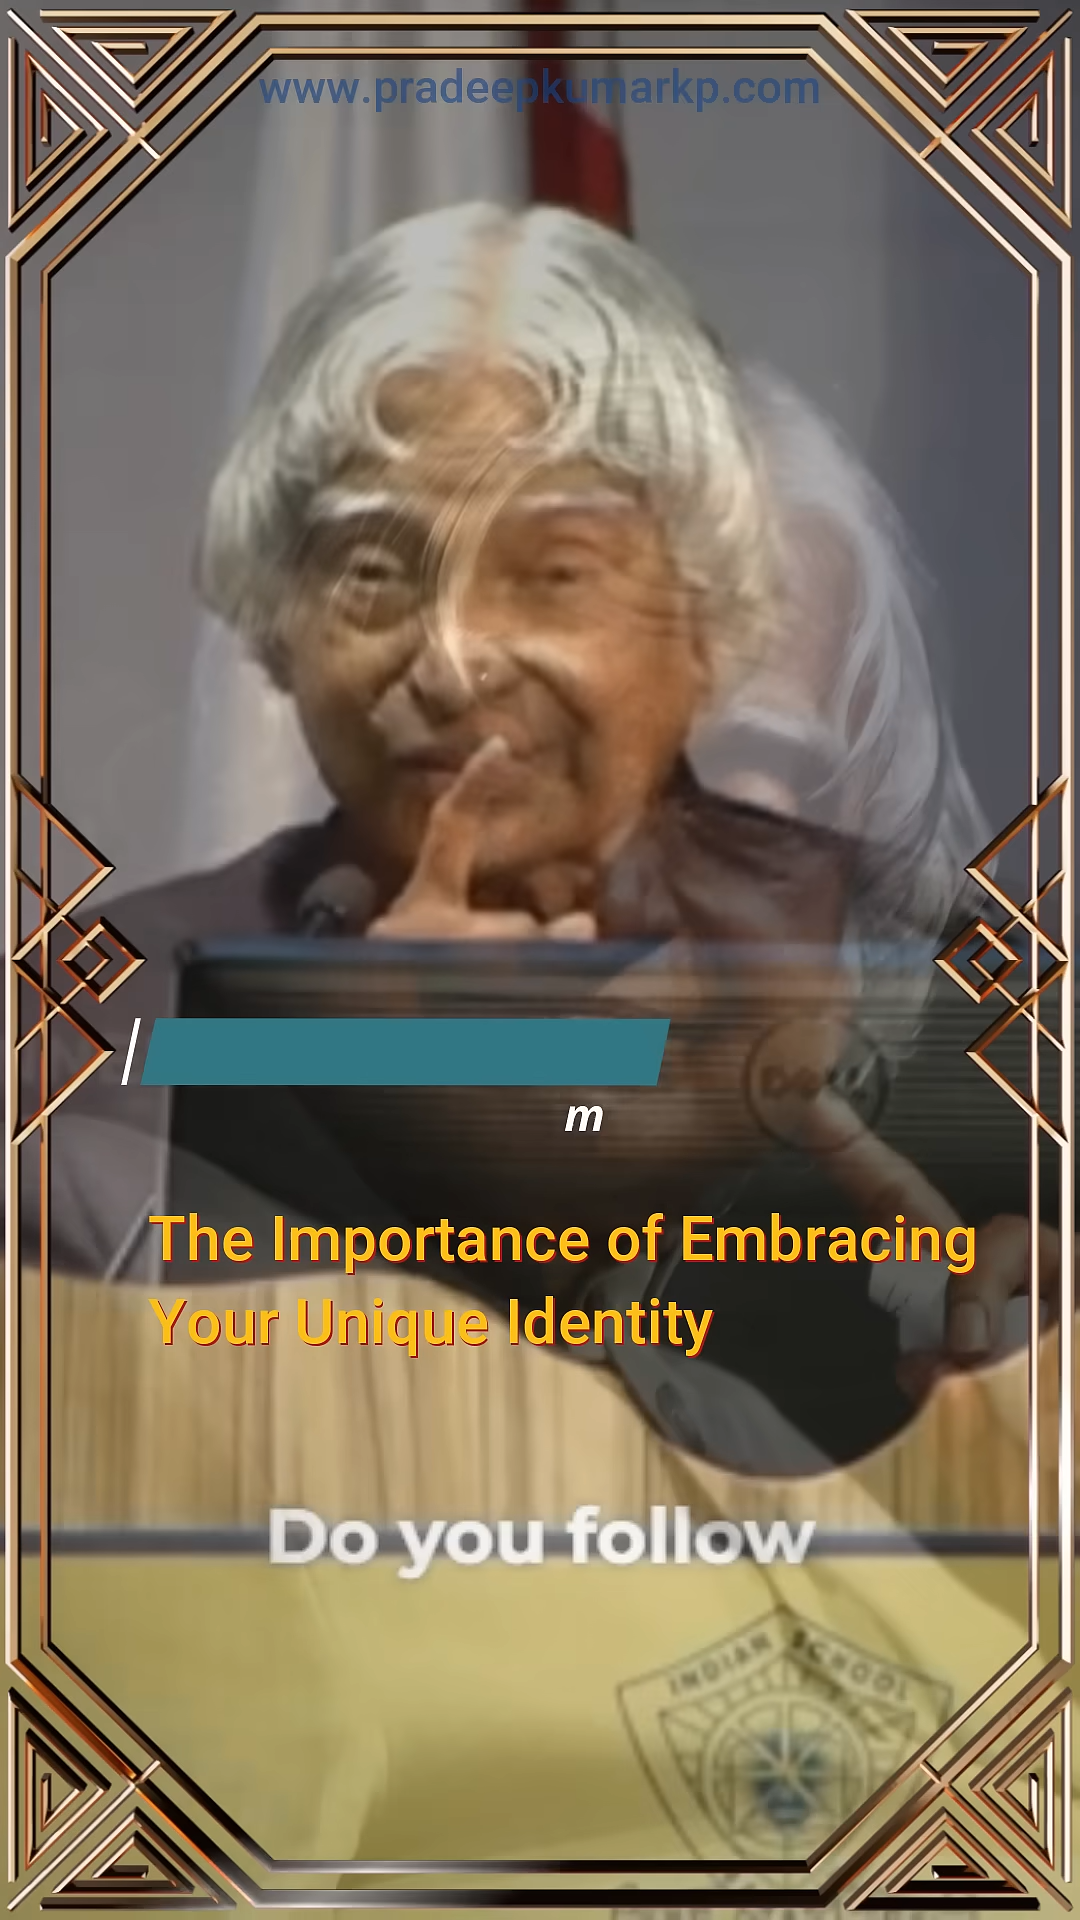 www.pradeepkumarkp.com
m
The Importance of Embracing
Your Unique Identity
Do you follow
INDIAN SCHOOL